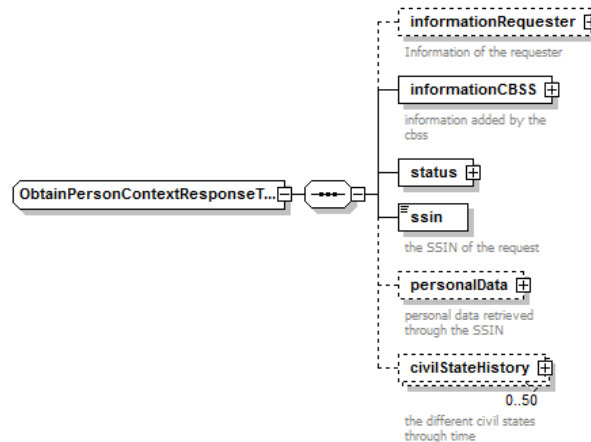 informationRequester
Information of the requester
informationCBSS
information added by the
cbss
ObtainPersonContextResponseT...
status
ssin
the SSIN of the request
personalData
personal data retrieved
through the SSIN
civilStateHistory
0..50
the different civil states
through time